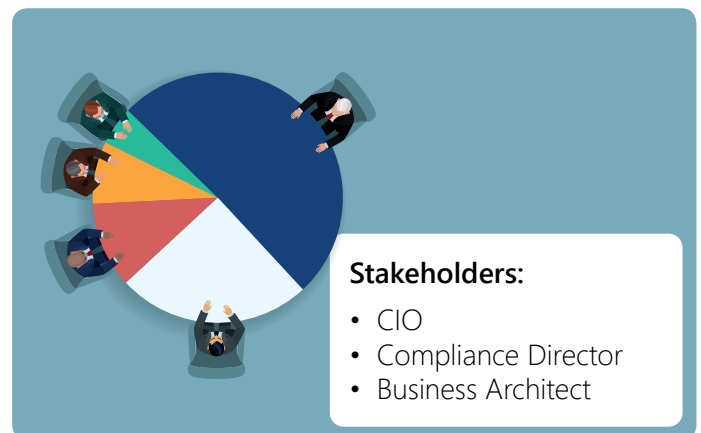 Stakeholders:
• CIO
• Compliance Director
• Business Architect